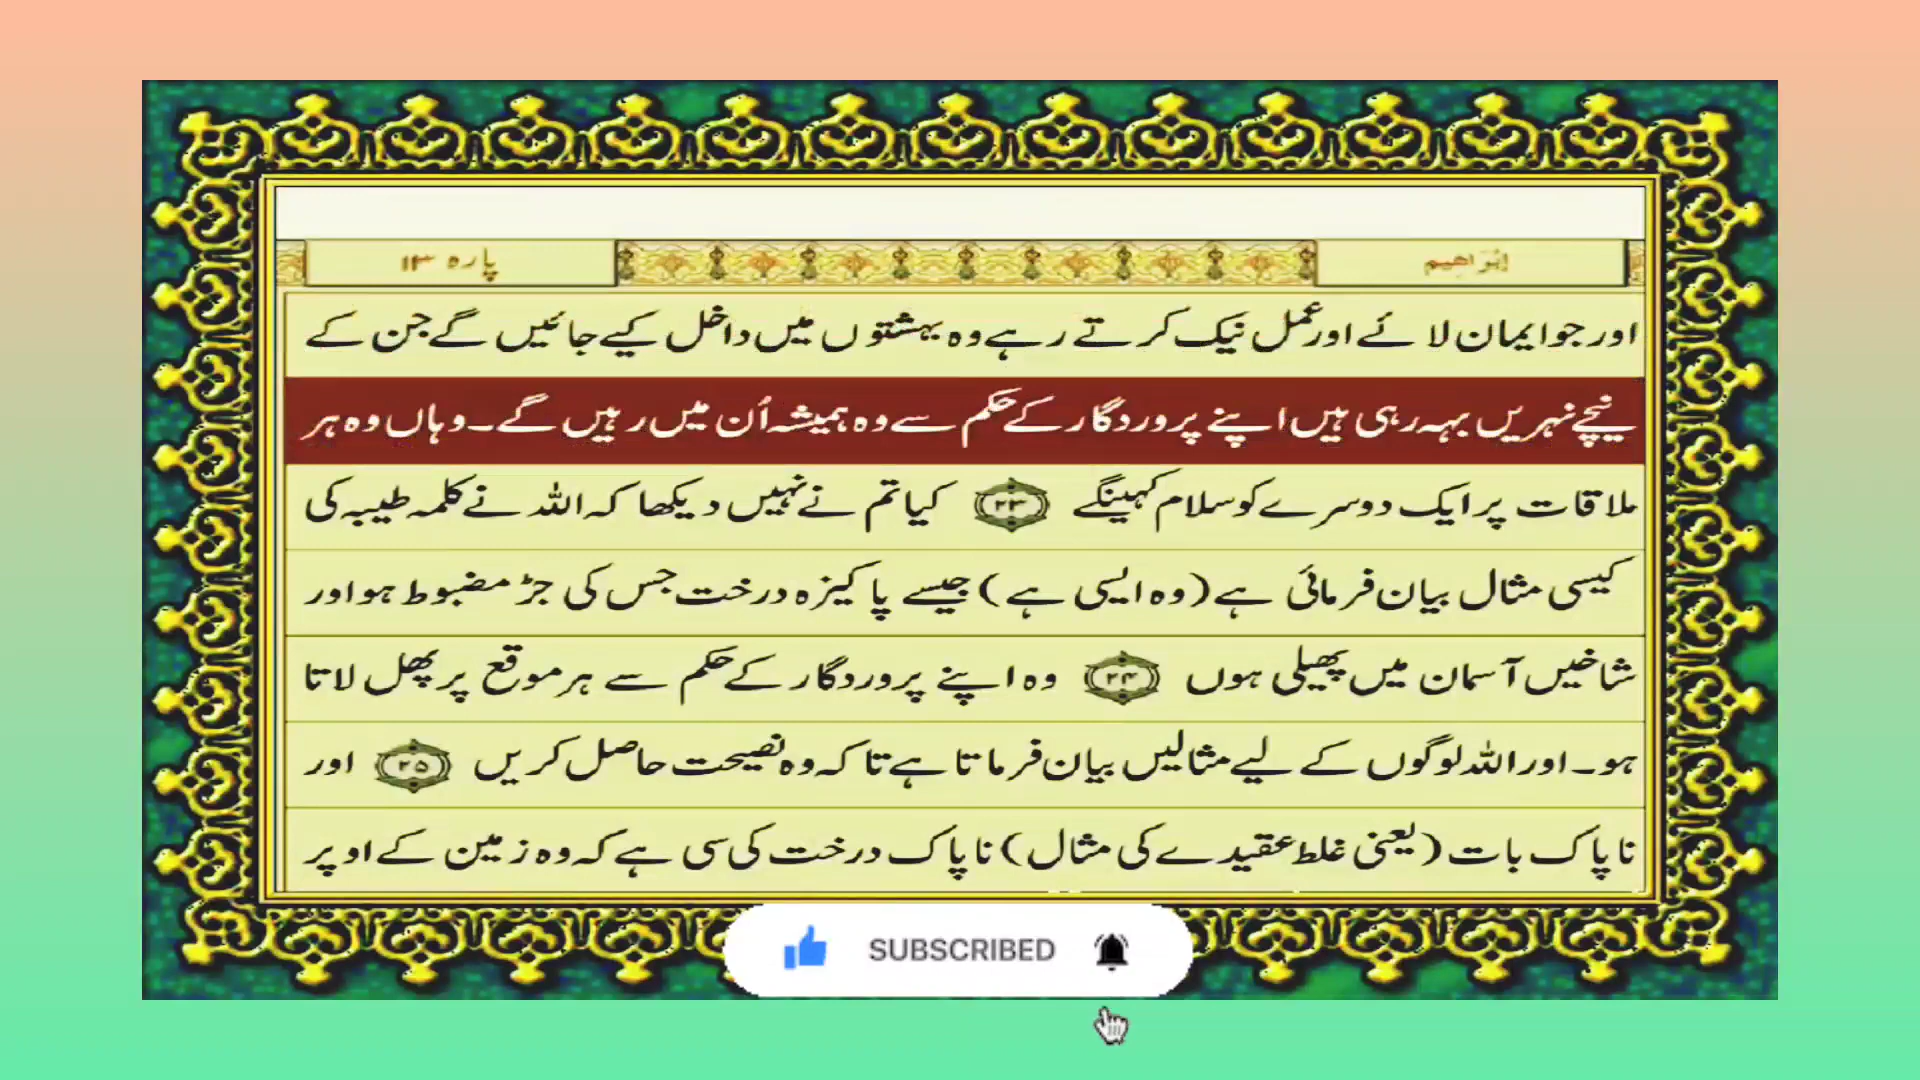 اِبْرَاهِیم
پارہ ۱۳
اور جو ایمان لائے اور عمل نیک کرتے رہے وہ بہشتوں میں داخل کیے جائیں گے جن کے
نیچے نہریں بہہ رہی ہیں اپنے پروردگار کے حکم سے وہ ہمیشہ اُن میں رہیں گے۔ وہاں وہ ہر
ملاقات پر ایک دوسرے کو سلام کہینگے ۲۳ کیا تم نے نہیں دیکھا کہ اللہ نے کلمہ طیبہ کی
کیسی مثال بیان فرمائی ہے (وہ ایسی ہے) جیسے پاکیزہ درخت جس کی جڑ مضبوط ہو اور
شاخیں آسمان میں پھیلی ہوں ۲۴ وہ اپنے پروردگار کے حکم سے ہر موقع پر پھل لاتا
ہو۔ اور اللہ لوگوں کے لیے مثالیں بیان فرماتا ہے تاکہ وہ نصیحت حاصل کریں ۲۵ اور
ناپاک بات (یعنی غلط عقیدے کی مثال) ناپاک درخت کی سی ہے کہ وہ زمین کے اوپر
SUBSCRIBED